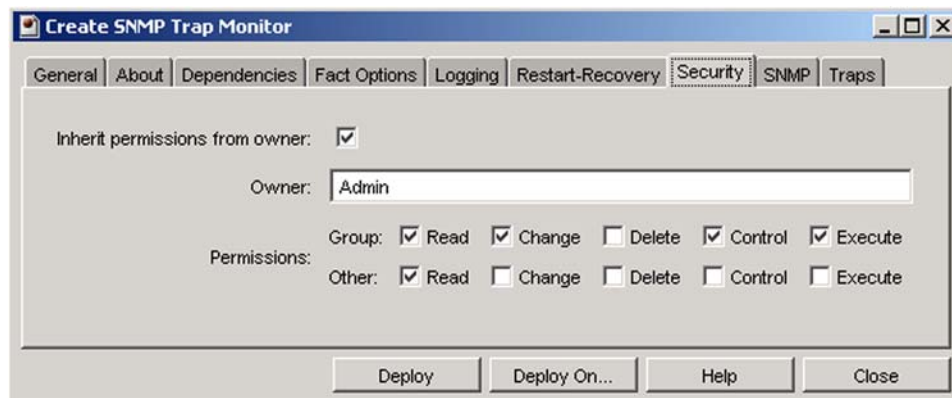 Create SNMP Trap Monitor
General About Dependencies Fact Options Logging Restart-Recovery Security SNMP Traps
Inherit permissions from owner:
Owner: Admin
Permissions:
Group: Read Change Delete Control Execute
Other: Read Change Delete Control Execute
Deploy Deploy On... Help Close